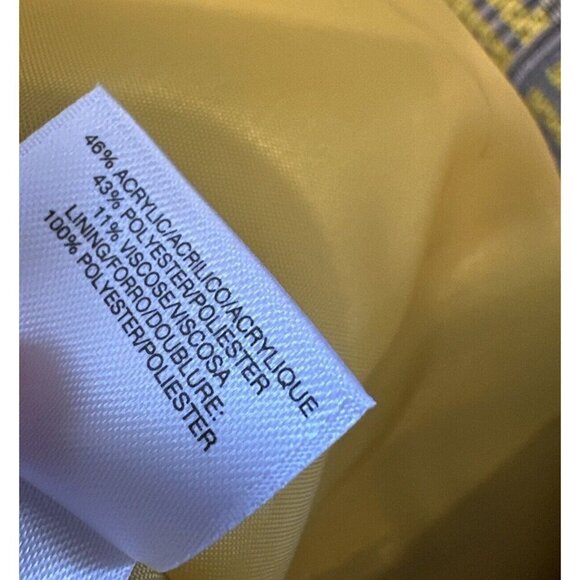 46% ACRYLIC/ACRILICO/ACRYLIQUE
43% POLYESTER/POLIESTER
11% VISCOSE/VISCOSA
LINING/FORRO/DOUBLURE:
100% POLYESTER/POLIESTER